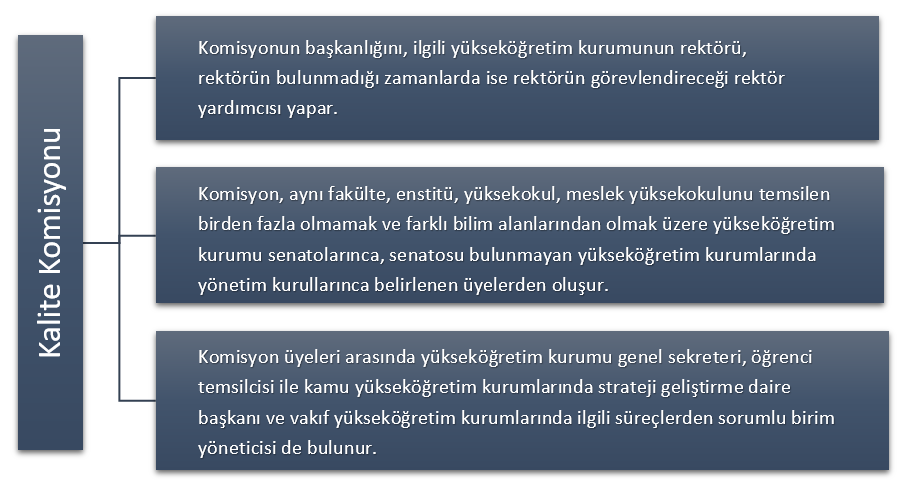 Kalite Komisyonu
Komisyonun başkanlığını, ilgili yükseköğretim kurumunun rektörü,
rektörün bulunmadığı zamanlarda ise rektörün görevlendireceği rektör
yardımcısı yapar.
Komisyon, aynı fakülte, enstitü, yüksekokul, meslek yüksekokulunu temsilen
birden fazla olmamak ve farklı bilim alanlarından olmak üzere yükseköğretim
kurumu senatolarınca, senatosu bulunmayan yükseköğretim kurumlarında
yönetim kurullarınca belirlenen üyelerden oluşur.
Komisyon üyeleri arasında yükseköğretim kurumu genel sekreteri, öğrenci
temsilcisi ile kamu yükseköğretim kurumlarında strateji geliştirme daire
başkanı ve vakıf yükseköğretim kurumlarında ilgili süreçlerden sorumlu birim
yöneticisi de bulunur.